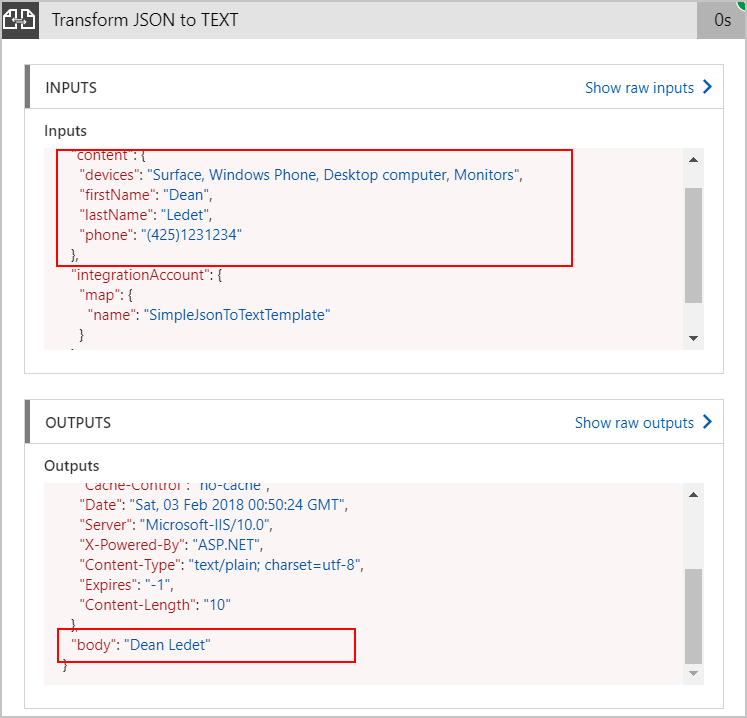 Transform JSON to TEXT
0s
INPUTS
Show raw inputs
Inputs
"content": {
"devices": "Surface, Windows Phone, Desktop computer, Monitors",
"firstName": "Dean",
"lastName": "Ledet",
"phone": "(425)1231234"
},
"integrationAccount": {
"map": {
"name": "SimpleJsonToTextTemplate"
}
OUTPUTS
Show raw outputs
Outputs
"Cache-Control": "no-cache",
"Date": "Sat, 03 Feb 2018 00:50:24 GMT",
"Server": "Microsoft-IIS/10.0",
"X-Powered-By": "ASP.NET",
"Content-Type": "text/plain; charset=utf-8",
"Expires": "-1",
"Content-Length": "10"
},
"body": "Dean Ledet"
}